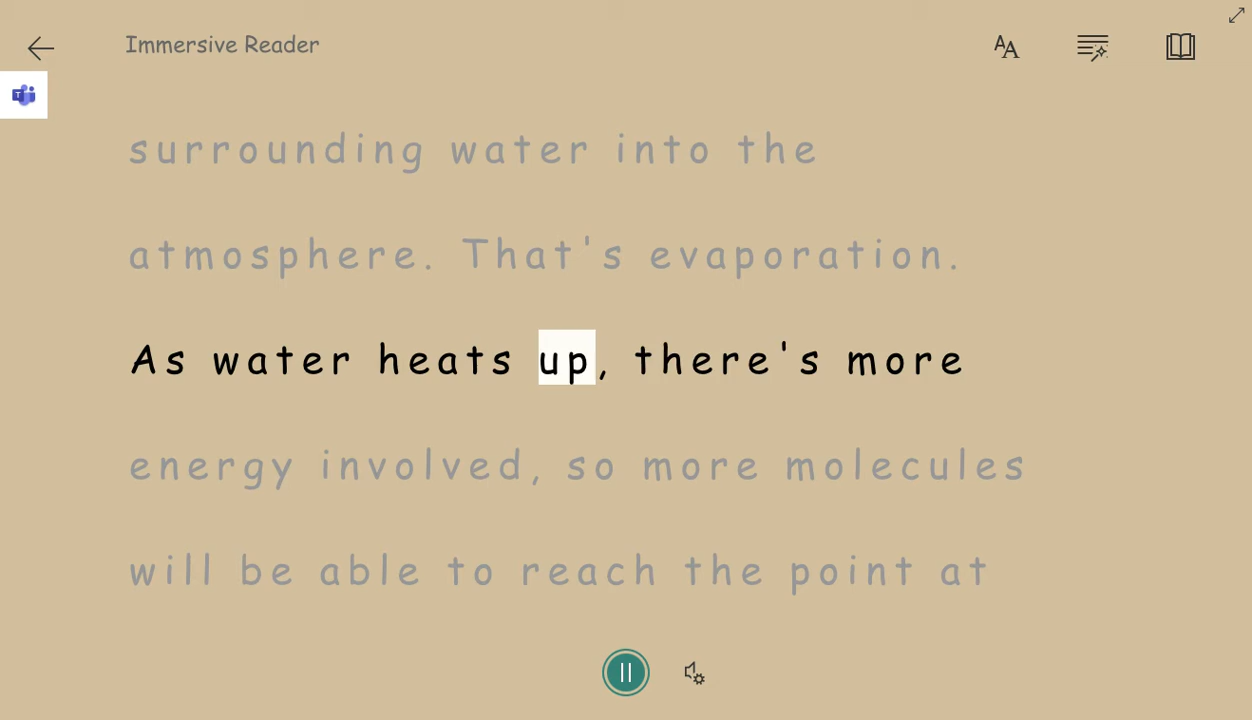 Immersive Reader
surrounding water into the
atmosphere. That's evaporation.
As water heats up, there's more
energy involved, so more molecules
will be able to reach the point at